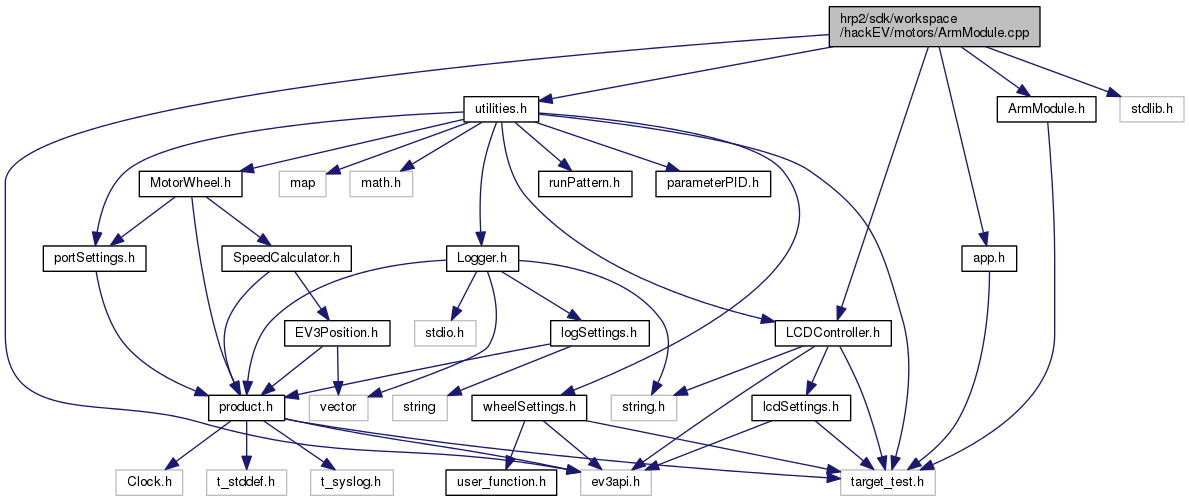 hrp2/sdk/workspace
/hackEV/motors/ArmModule.cpp
utilities.h
ArmModule.h
stdlib.h
MotorWheel.h
map
math.h
runPattern.h
parameterPID.h
portSettings.h
SpeedCalculator.h
Logger.h
app.h
EV3Position.h
stdio.h
logSettings.h
LCDController.h
product.h
vector
string
wheelSettings.h
string.h
lcdSettings.h
Clock.h
t_stddef.h
t_syslog.h
user_function.h
ev3api.h
target_test.h